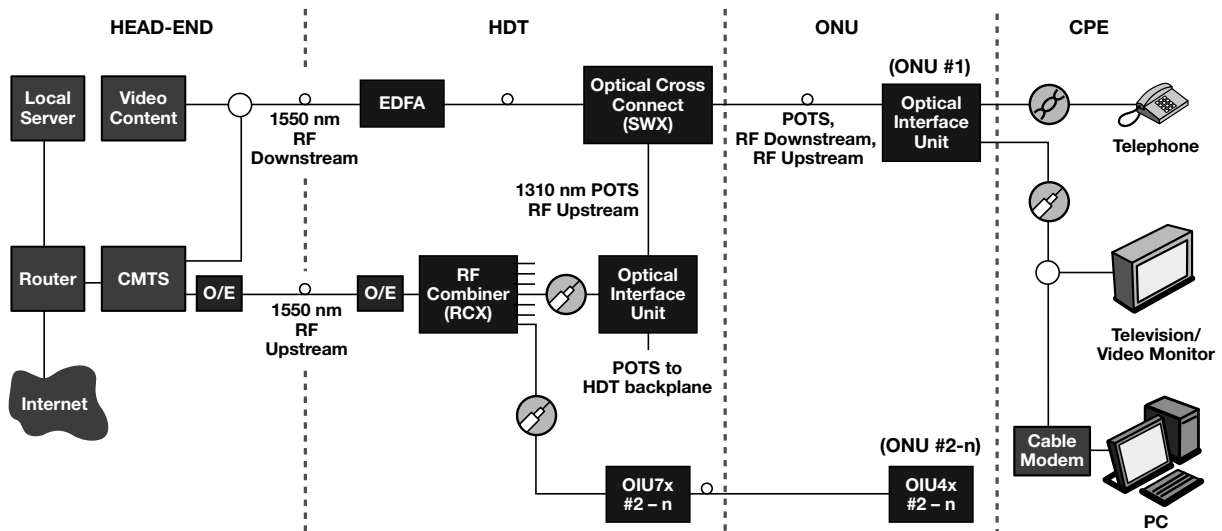 HEAD-END
HDT
ONU
CPE
Local
Server
Video
Content
1550 nm
RF
Downstream
EDFA
Optical Cross
Connect
(SWX)
POTS,
RF Downstream,
RF Upstream
(ONU #1)
Optical
Interface
Unit
Telephone
1310 nm POTS
RF Upstream
Router
CMTS
O/E
1550 nm
RF
Upstream
O/E
RF
Combiner
(RCX)
Optical
Interface
Unit
POTS to
HDT backplane
Television/
Video Monitor
Internet
OIU7x
#2 – n
(ONU #2-n)
OIU4x
#2 – n
Cable
Modem
PC